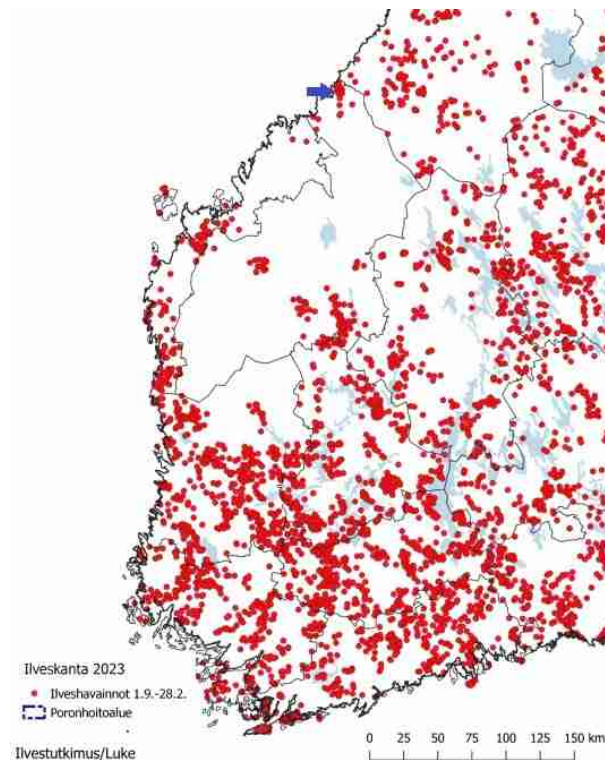 Ilveskanta 2023
Ilveshavainnot 1.9.-28.2.
Poronhoitoalue
Ilvestutkimus/Luke
0 25 50 75 100 125 150 km